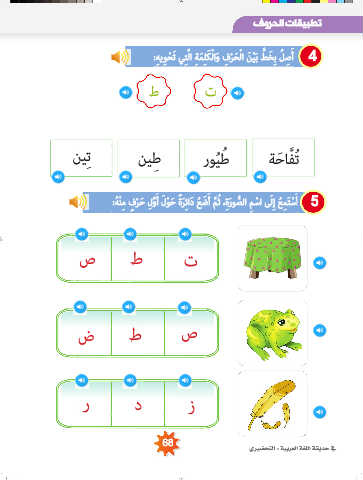 تطبيقات الحروف
4 أَصِلُ بِخَطٍّ بَيْنَ الْحَرْفِ وَالْكَلِمَةِ الَّتِي تَحْوِيهِ:
ت ط
تُفَّاحَة طُيُور طِين تِين
5 أَسْتَمِعُ إِلَى اسْمِ الصُّورَةِ، ثُمَّ أَضَعُ دَائِرَةً حَوْلَ أَوَّلِ حَرْفٍ مِنْهُ:
ت ط ص
ص ط ض
ز د ر
68
في حديقة اللغة العربية - التحضيري